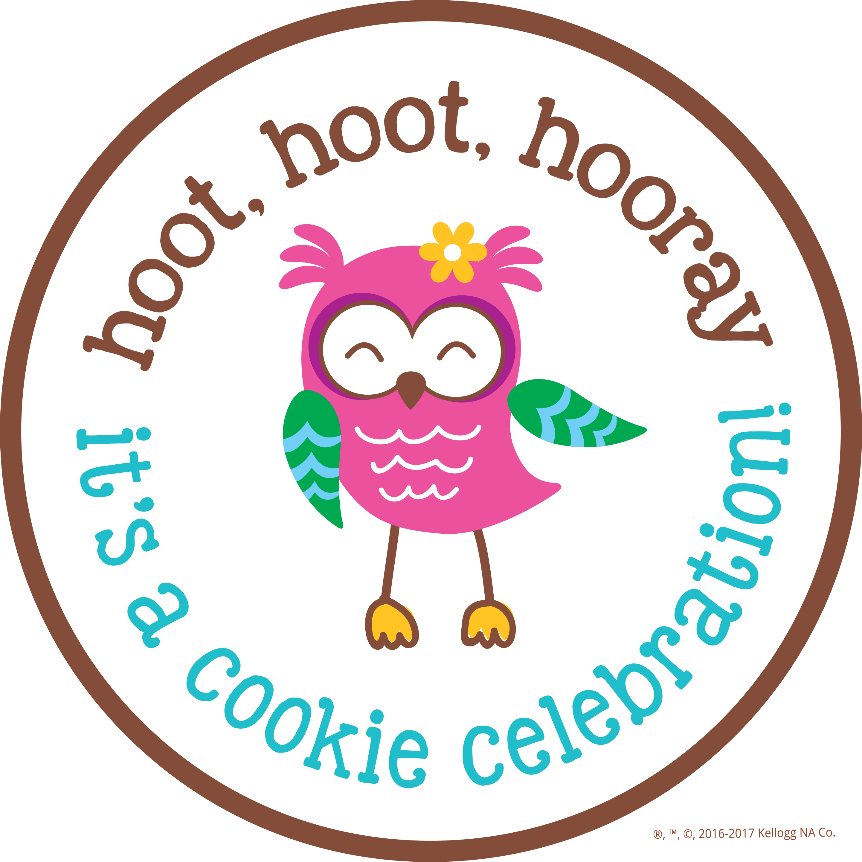 hoot, hoot, hooray
it's a cookie celebration!
®, ™, ©, 2016-2017 Kellogg NA Co.